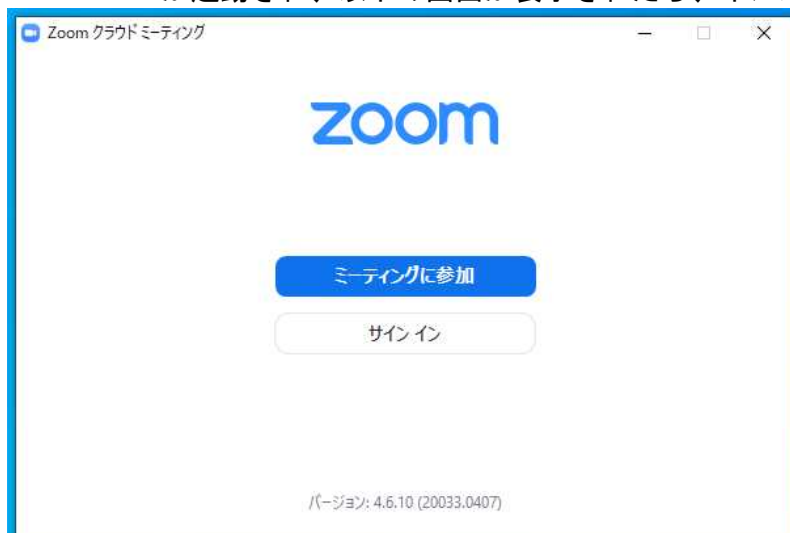 Zoom クラウド ミーティング
zoom
ミーティングに参加
サイン イン
バージョン: 4.6.10 (20033.0407)